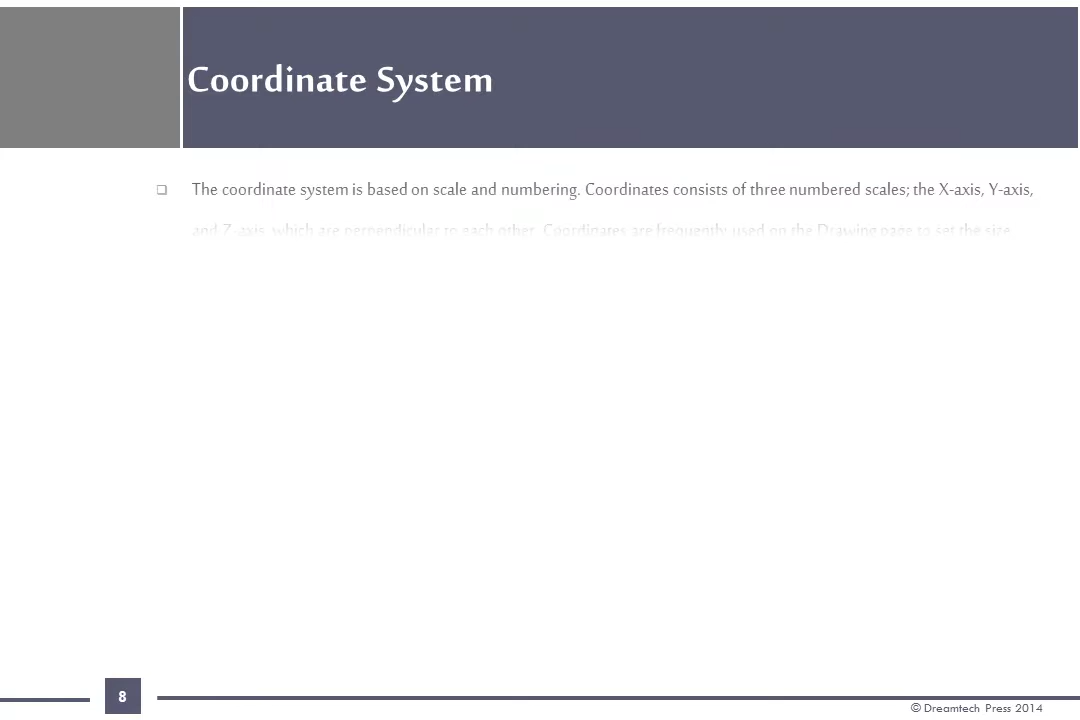 Coordinate System
❑ The coordinate system is based on scale and numbering. Coordinates consists of three numbered scales; the X-axis, Y-axis,
and Z-axis, which are perpendicular to each other. Coordinates are frequently used on the Drawing page to set the size
8
© Dreamtech Press 2014